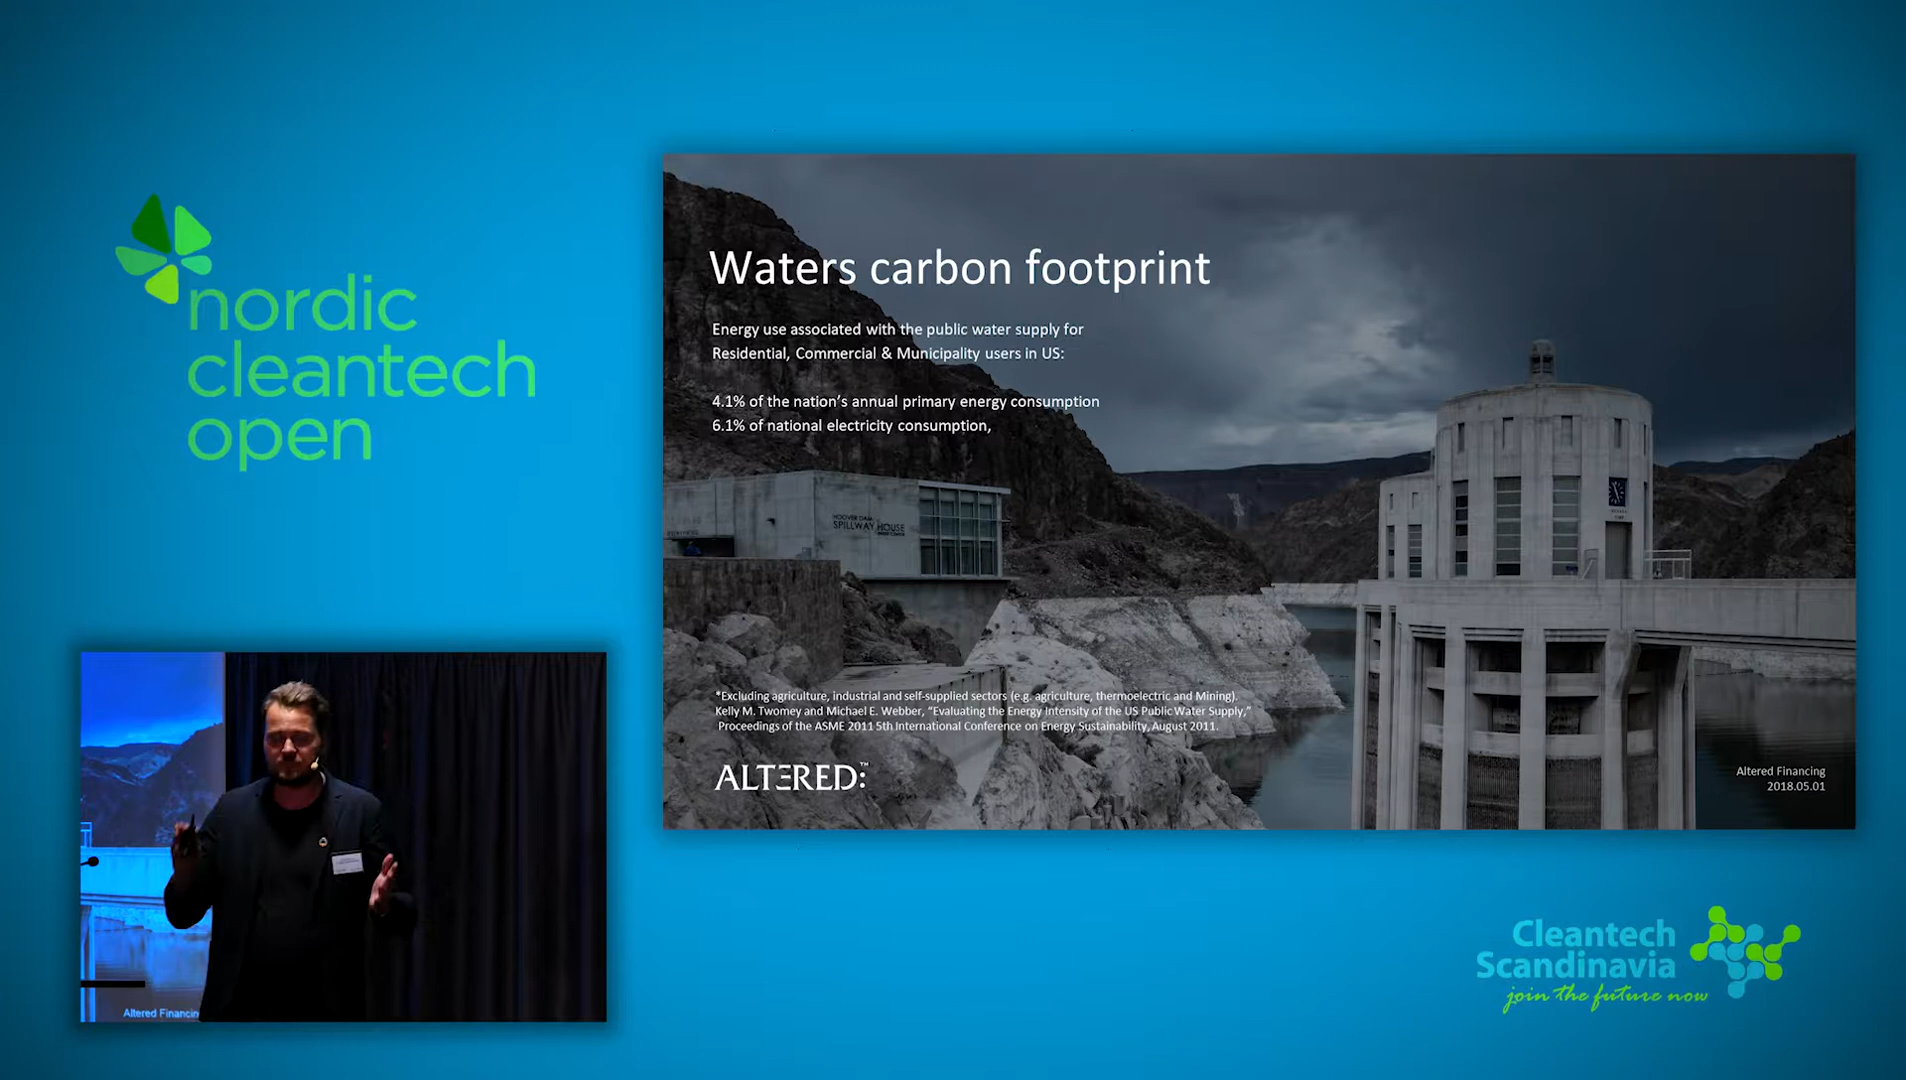 nordic
cleantech
open
Waters carbon footprint
Energy use associated with the public water supply for
Residential, Commercial & Municipality users in US:
4.1% of the nation’s annual primary energy consumption
6.1% of national electricity consumption,
HOOVER DAM
SPILLWAY HOUSE
*Excluding agriculture, industrial and self-supplied sectors (e.g. agriculture, thermoelectric and Mining).
Kelly M. Twomey and Michael E. Webber, “Evaluating the Energy Intensity of the US Public Water Supply,”
Proceedings of the ASME 2011 5th International Conference on Energy Sustainability, August 2011.
ALTERED:™
Altered Financing
2018.05.01
Altered Financin
Cleantech
Scandinavia
join the future now